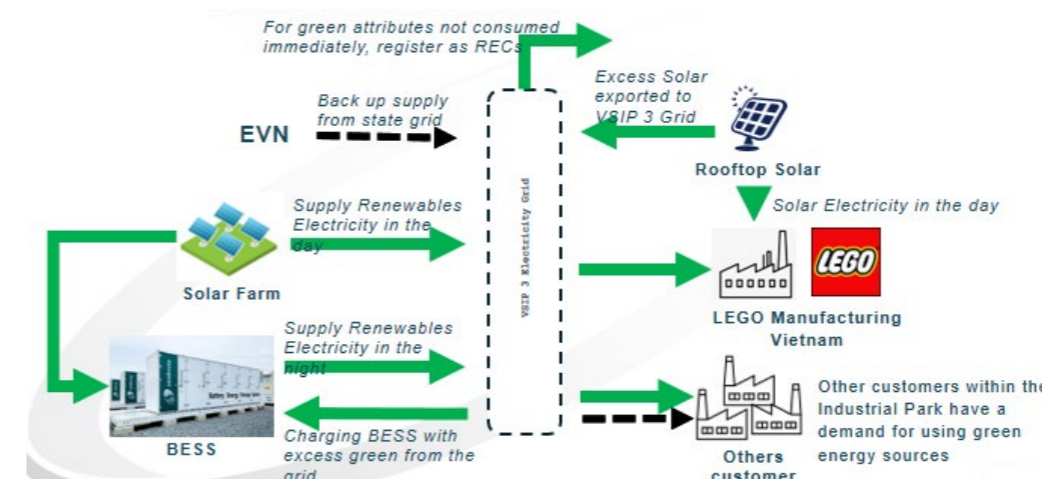 For green attributes not consumed
immediately, register as RECs
Back up supply
from state grid
EVN
Excess Solar
exported to
VSIP 3 Grid
Rooftop Solar
Solar Electricity in the day
Supply Renewables
Electricity in the
day
Solar Farm
VSIP 3 Electricity Grid
LEGO
LEGO Manufacturing
Vietnam
Supply Renewables
Electricity in the
night
Battery Energy Storage System
BESS
Charging BESS with
excess green from the
grid
Others
customer
Other customers within the
Industrial Park have a
demand for using green
energy sources